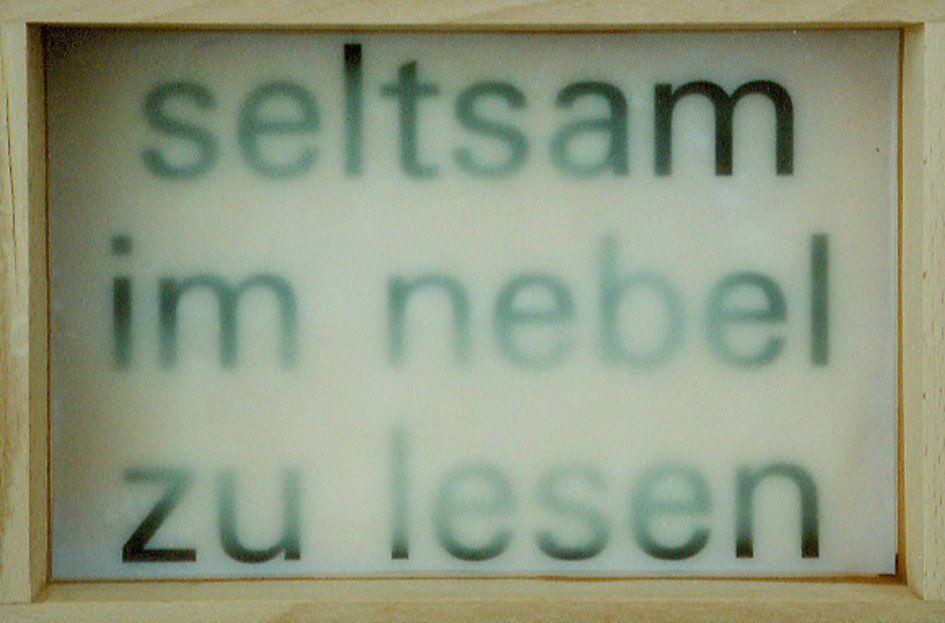 seltsam
im nebel
zu lesen